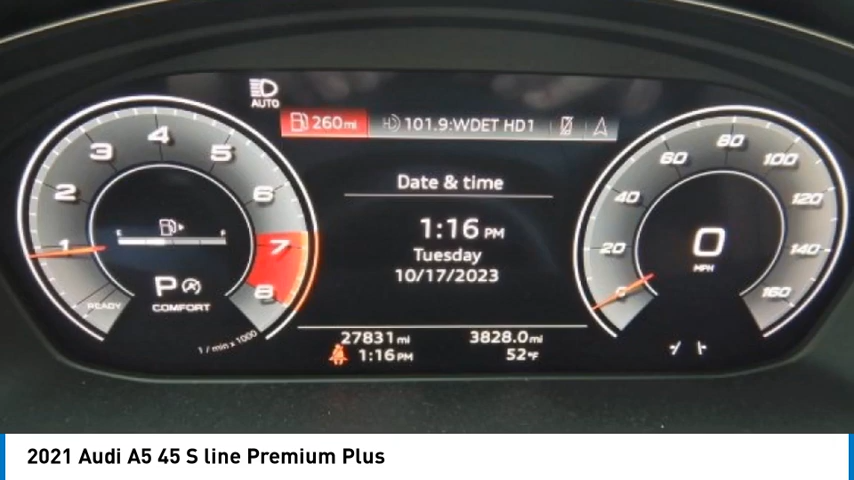 AUTO
260mi
101.9:WDET HD1
Date & time
1:16 PM
Tuesday
10/17/2023
27831mi
3828.0mi
1:16PM
52°F
1
2
3
4
5
6
7
8
READY
E
F
P
COMFORT
1 / min x 1000
0
20
40
60
80
100
120
140
160
0
MPH
2021 Audi A5 45 S line Premium Plus